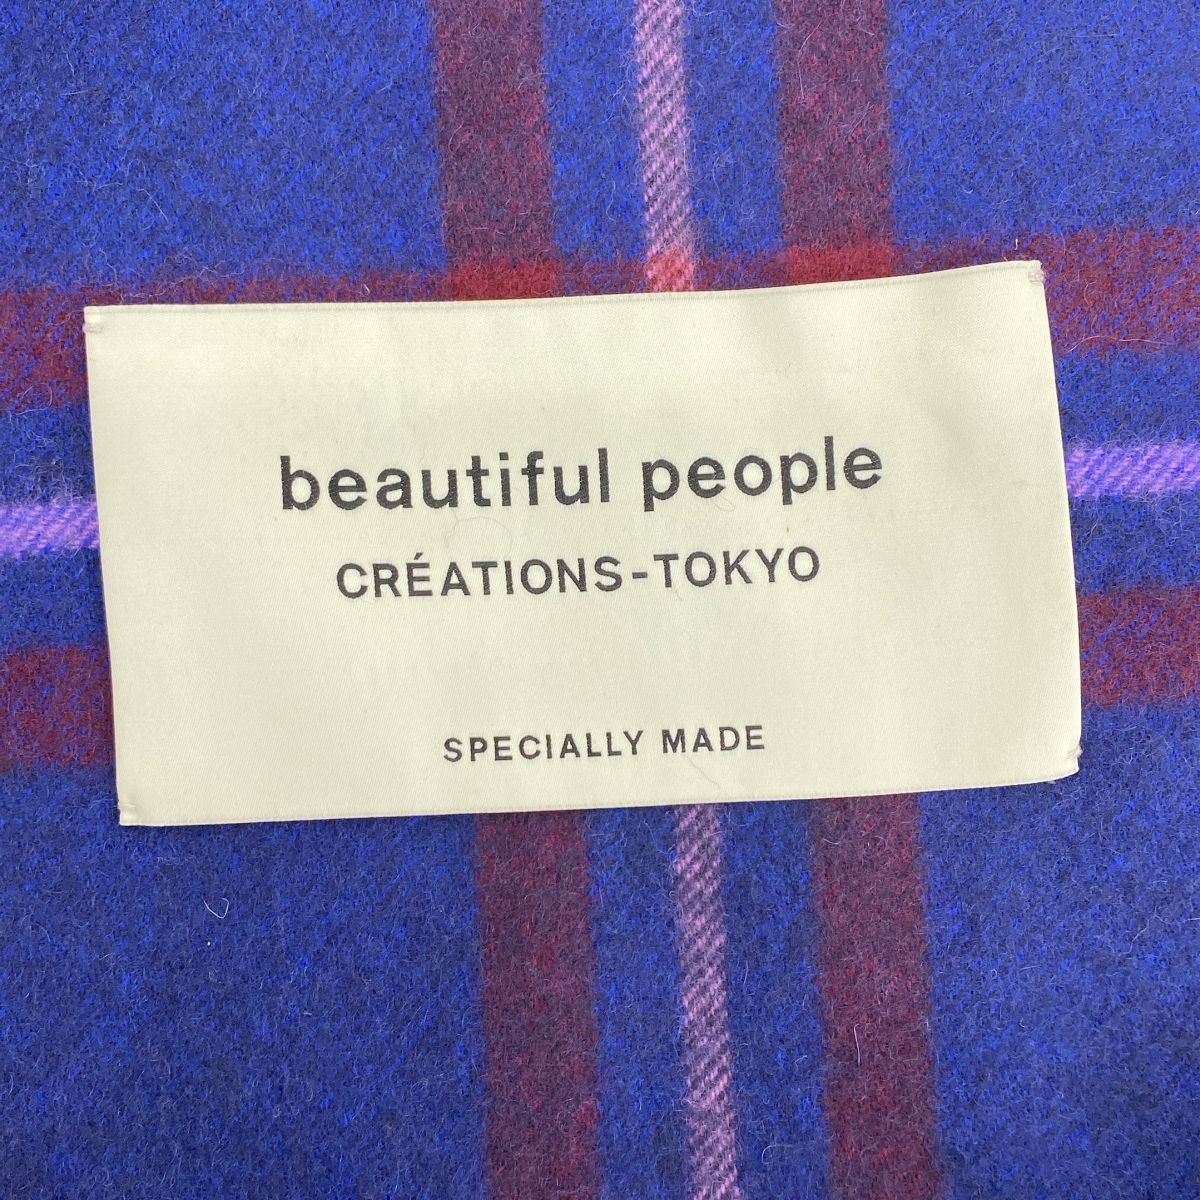 beautiful people
CRÉATIONS-TOKYO
SPECIALLY MADE